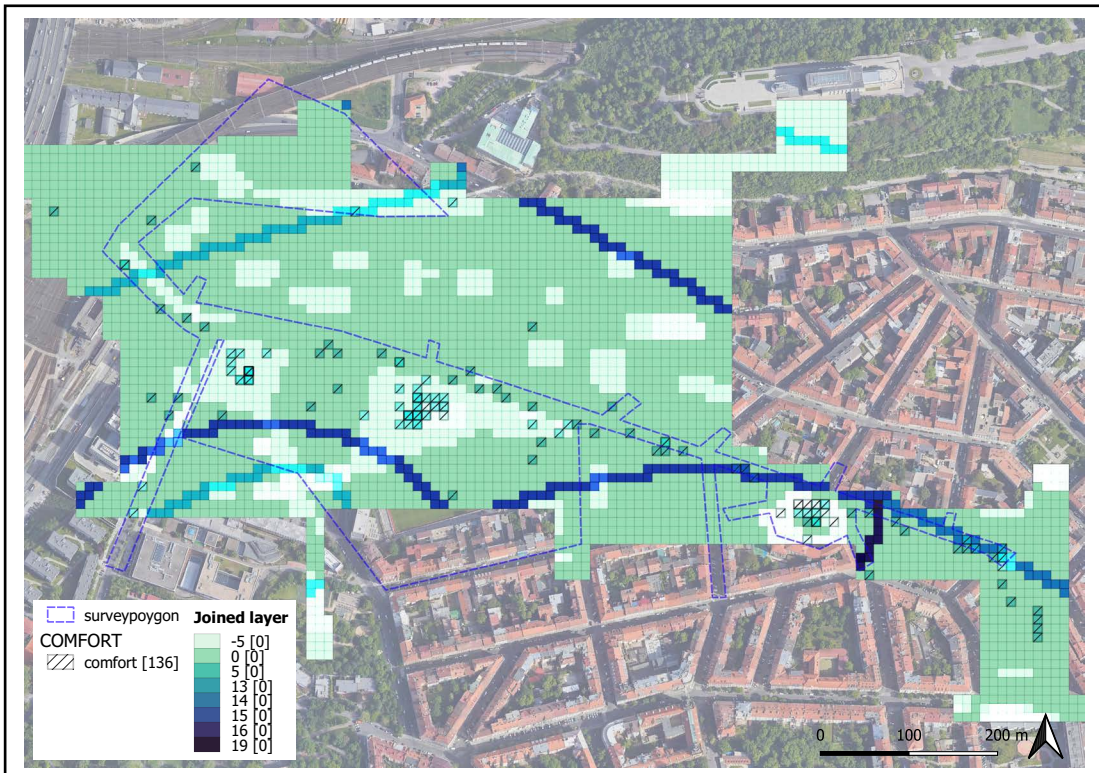 surveypoygon
COMFORT
comfort [136]
Joined layer
-5 [0]
0 [0]
5 [0]
13 [0]
14 [0]
15 [0]
16 [0]
19 [0]
0 100 200 m